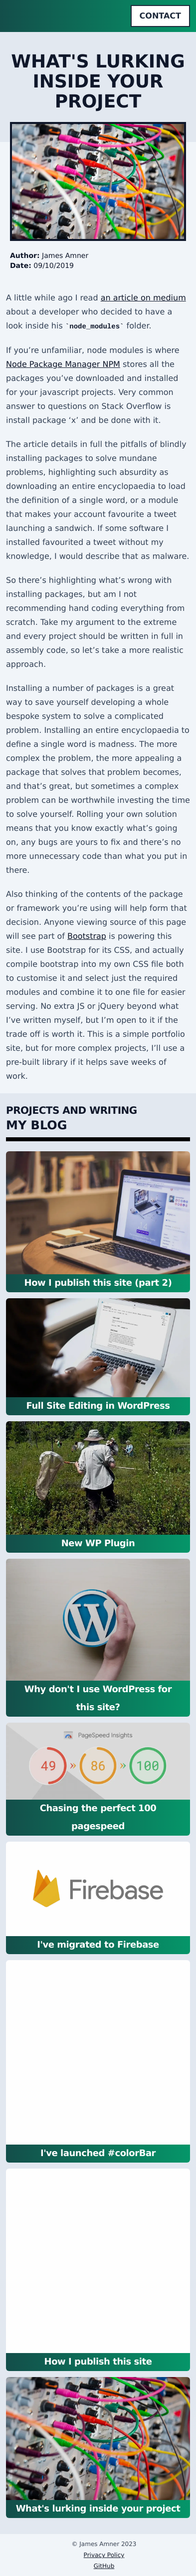 CONTACT
WHAT'S LURKING
INSIDE YOUR
PROJECT
Author: James Amner
Date: 09/10/2019
A little while ago I read an article on medium
about a developer who decided to have a
look inside his `node_modules` folder.
If you’re unfamiliar, node modules is where
Node Package Manager NPM stores all the
packages you’ve downloaded and installed
for your javascript projects. Very common
answer to questions on Stack Overflow is
install package ‘x’ and be done with it.
The article details in full the pitfalls of blindly
installing packages to solve mundane
problems, highlighting such absurdity as
downloading an entire encyclopaedia to load
the definition of a single word, or a module
that makes your account favourite a tweet
launching a sandwich. If some software I
installed favourited a tweet without my
knowledge, I would describe that as malware.
So there’s highlighting what’s wrong with
installing packages, but am I not
recommending hand coding everything from
scratch. Take my argument to the extreme
and every project should be written in full in
assembly code, so let’s take a more realistic
approach.
Installing a number of packages is a great
way to save yourself developing a whole
bespoke system to solve a complicated
problem. Installing an entire encyclopaedia to
define a single word is madness. The more
complex the problem, the more appealing a
package that solves that problem becomes,
and that’s great, but sometimes a complex
problem can be worthwhile investing the time
to solve yourself. Rolling your own solution
means that you know exactly what’s going
on, any bugs are yours to fix and there’s no
more unnecessary code than what you put in
there.
Also thinking of the contents of the package
or framework you’re using will help form that
decision. Anyone viewing source of this page
will see part of Bootstrap is powering this
site. I use Bootstrap for its CSS, and actually
compile bootstrap into my own CSS file both
to customise it and select just the required
modules and combine it to one file for easier
serving. No extra JS or jQuery beyond what
I’ve written myself, but I’m open to it if the
trade off is worth it. This is a simple portfolio
site, but for more complex projects, I’ll use a
pre-built library if it helps save weeks of
work.
PROJECTS AND WRITING
MY BLOG
How I publish this site (part 2)
Full Site Editing in WordPress
New WP Plugin
Why don't I use WordPress for
this site?
PageSpeed Insights
49 » 86 » 100
Chasing the perfect 100
pagespeed
Firebase
I've migrated to Firebase
I've launched #colorBar
How I publish this site
What's lurking inside your project
© James Amner 2023
Privacy Policy
GitHub